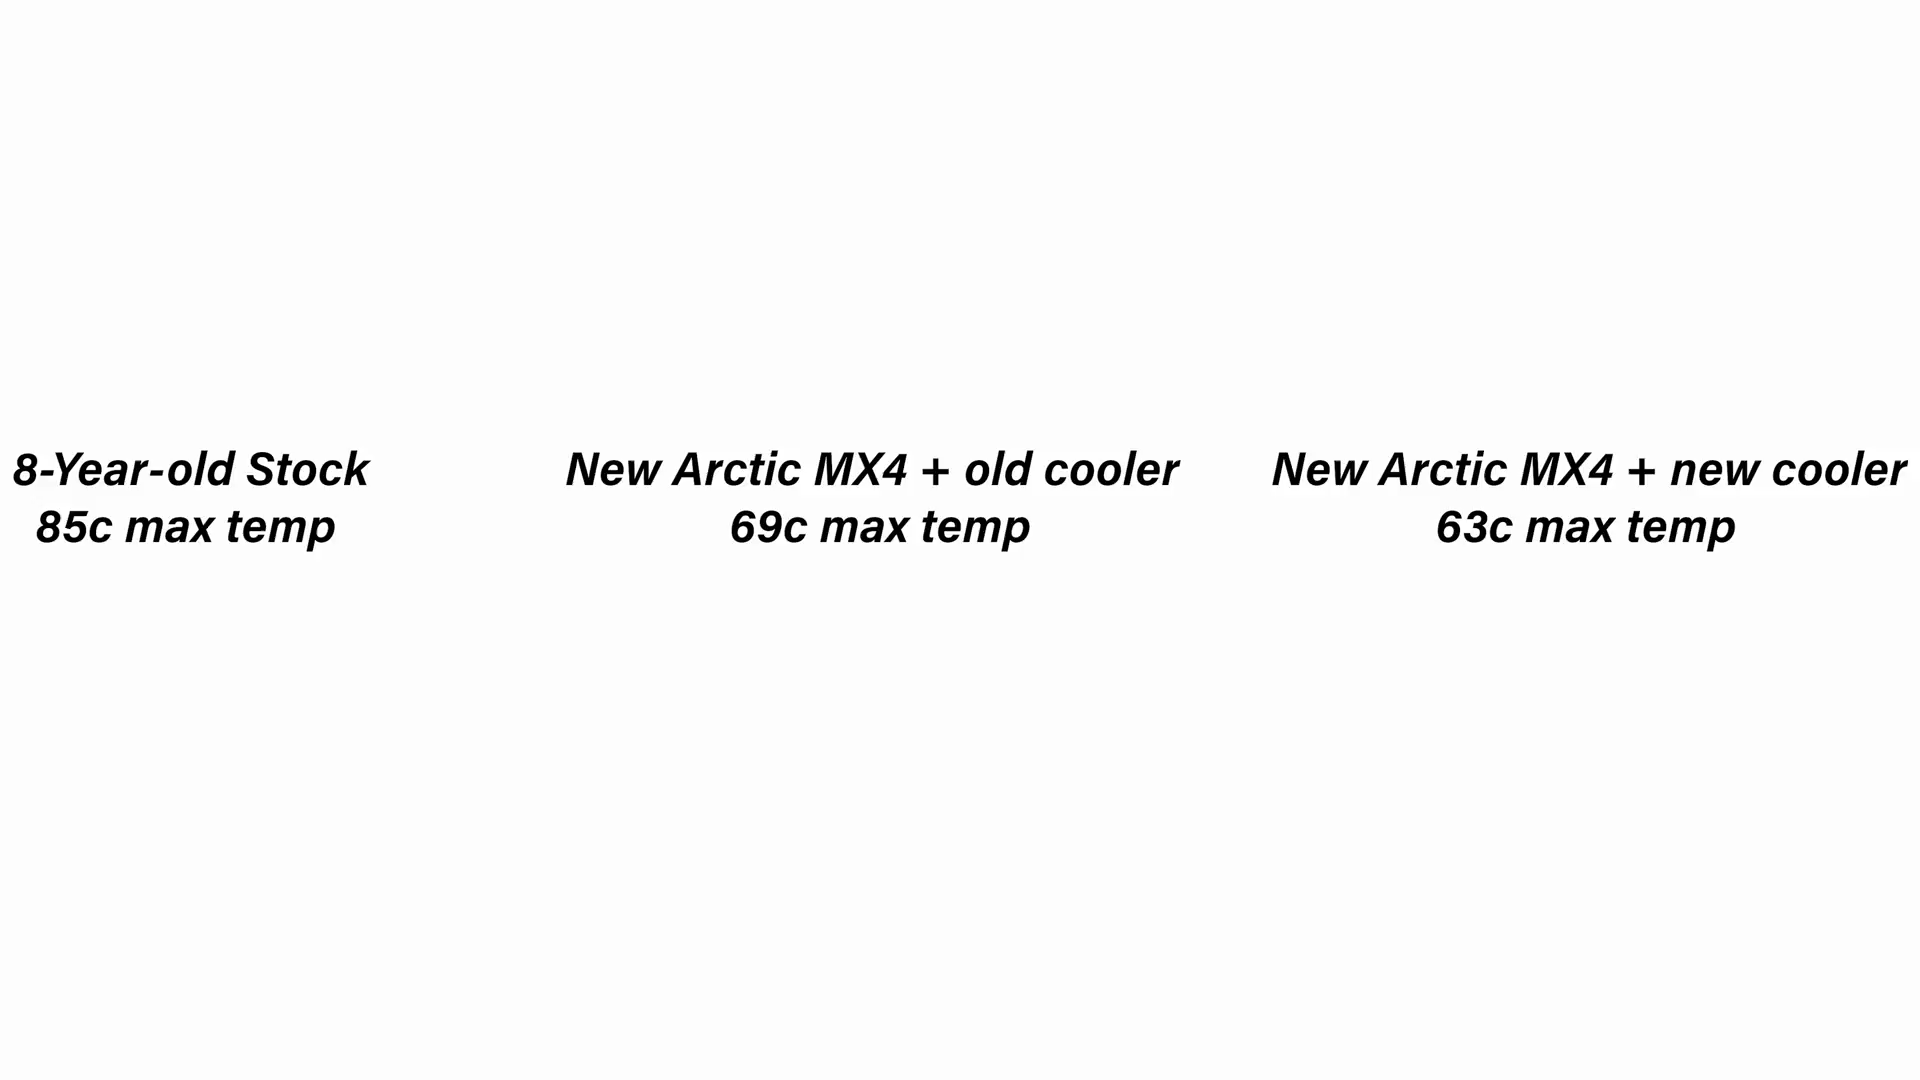 8-Year-old Stock
85c max temp
New Arctic MX4 + old cooler
69c max temp
New Arctic MX4 + new cooler
63c max temp